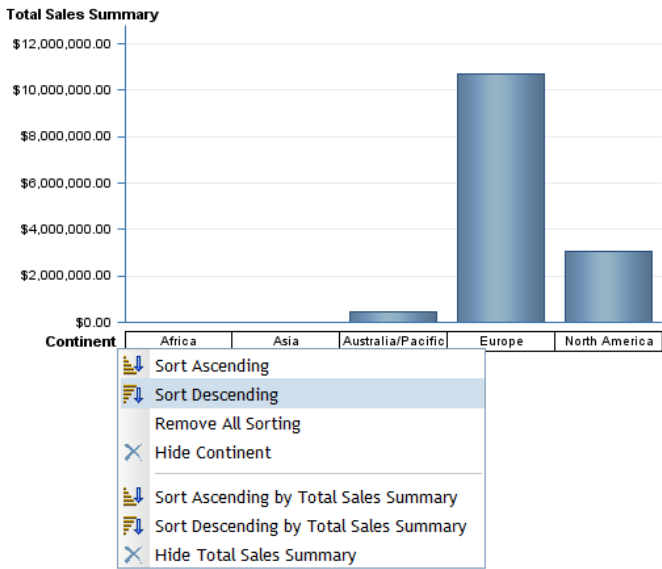 Total Sales Summary
$12,000,000.00
$10,000,000.00
$8,000,000.00
$6,000,000.00
$4,000,000.00
$2,000,000.00
$0.00
Continent Africa Asia Australia/Pacific Europe North America
Sort Ascending
Sort Descending
Remove All Sorting
Hide Continent
Sort Ascending by Total Sales Summary
Sort Descending by Total Sales Summary
Hide Total Sales Summary